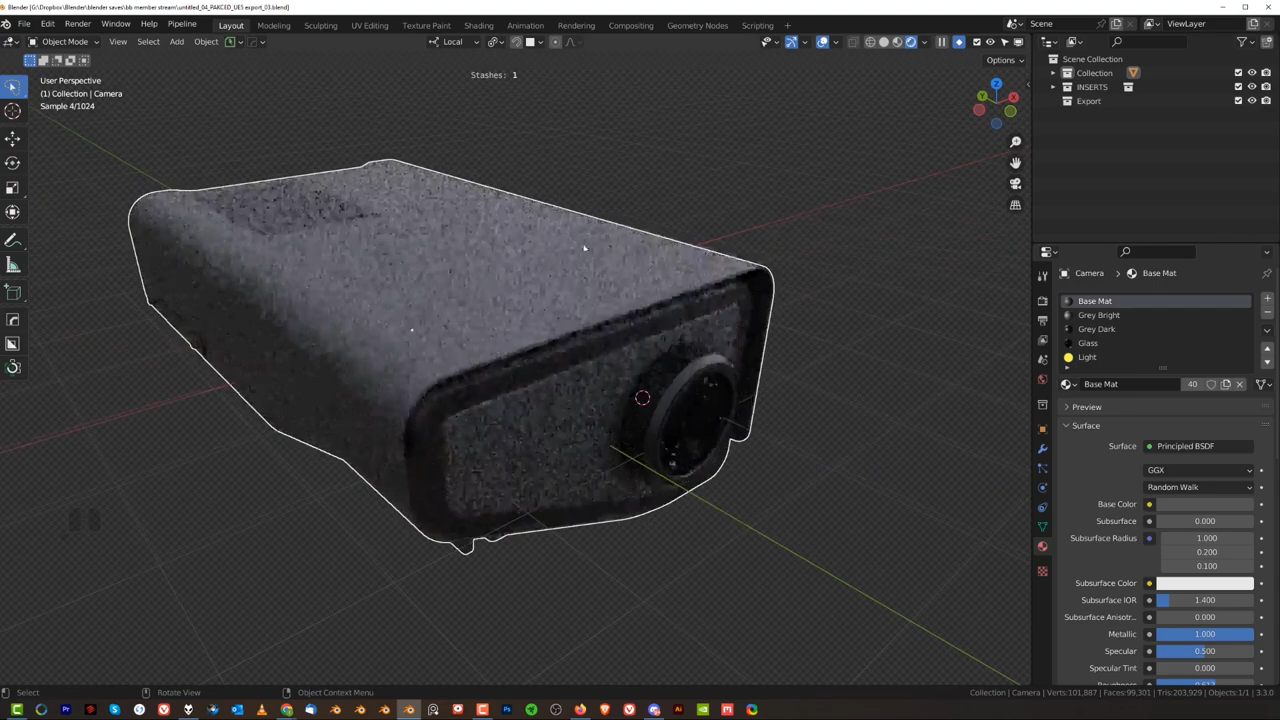 Blender [G:\Dropbox\Blender\blender saves\bb member stream\untitled_04_PAKCED_UE5 export_03.blend]
File Edit Render Window Help Layout Modeling Sculpting UV Editing Texture Paint Shading Animation Rendering Compositing Geometry Nodes Scripting + Scene ViewLayer
Object Mode View Select Add Object Local
Options
Stashes: 1
User Perspective
(1) Collection | Camera
Sample 4/1024
Z
Y
X
Scene Collection
Collection
INSERTS
Export
Camera > Base Mat
Base Mat
Grey Bright
Grey Dark
Glass
Light
Base Mat 40
Preview
Surface
Surface Principled BSDF
GGX
Random Walk
Base Color
Subsurface 0.000
Subsurface Radius 1.000
0.200
0.100
Subsurface Color
Subsurface IOR 1.400
Subsurface Anisotr... 0.000
Metallic 1.000
Specular 0.500
Specular Tint 0.000
Select Rotate View Object Context Menu Collection | Camera | Verts:101,887 | Faces:99,301 | Tris:203,929 | Objects:1/1 | 3.3.0